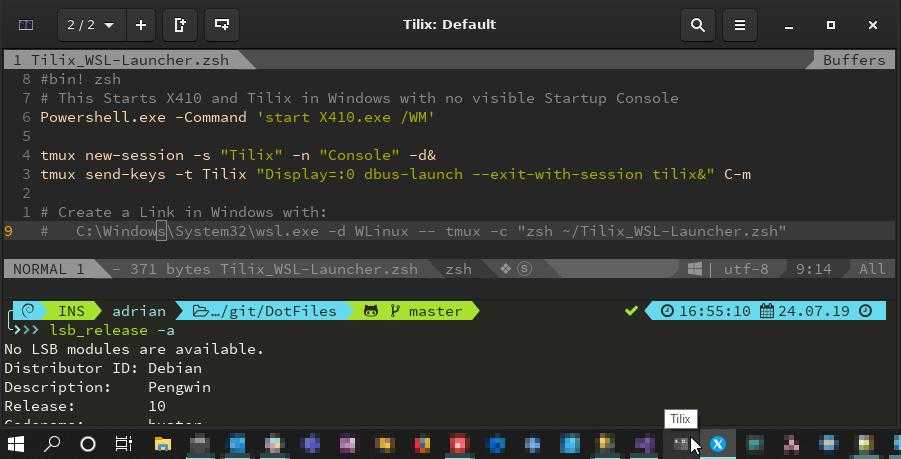 2 / 2
Tilix: Default
1 Tilix_WSL-Launcher.zsh
Buffers
8 #bin! zsh
7 # This Starts X410 and Tilix in Windows with no visible Startup Console
6 Powershell.exe -Command 'start X410.exe /WM'
5
4 tmux new-session -s "Tilix" -n "Console" -d&
3 tmux send-keys -t Tilix "Display=:0 dbus-launch --exit-with-session tilix&" C-m
2
1 # Create a Link in Windows with:
9 #   C:\Windows\System32\wsl.exe -d WLinux -- tmux -c "zsh ~/Tilix_WSL-Launcher.zsh"
NORMAL 1 - 371 bytes Tilix_WSL-Launcher.zsh zsh | utf-8 9:14 All
INS adrian …/git/DotFiles master ✔ 16:55:10 24.07.19
lsb_release -a
No LSB modules are available.
Distributor ID: Debian
Description:    Pengwin
Release:        10
Codename:       buster
Tilix